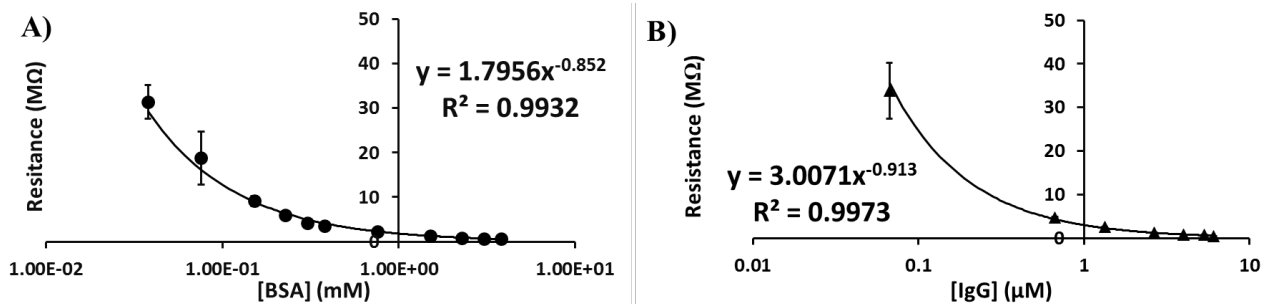 A)
50
40
30
20
10
0
Resitance (MΩ)
y = 1.7956x^-0.852
R² = 0.9932
1.00E-02 1.00E-01 1.00E+00 1.00E+01
[BSA] (mM)
B)
50
40
30
20
10
0
Resistance (MΩ)
y = 3.0071x^-0.913
R² = 0.9973
0.01 0.1 1 10
[IgG] (μM)